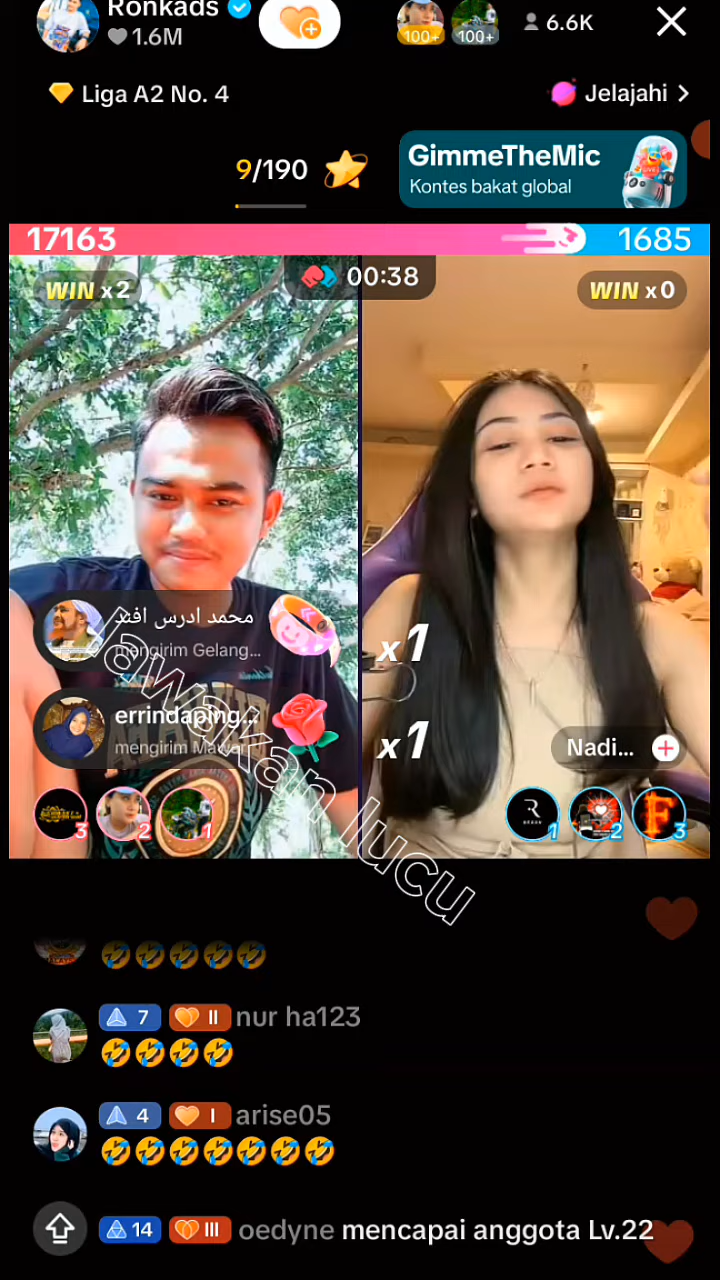 Ronkads
1.6M
100+
100+
6.6K
Liga A2 No. 4
Jelajahi
9/190
GimmeTheMic
Kontes bakat global
17163
1685
WIN x2
00:38
WIN x0
محمد ادرس افند
mengirim Gelang...
x1
errindaping...
mengirim Mawar
x1
Nadi...
3
2
1
1
2
3
lawakan lucu
7 II nur ha123
4 I arise05
14 III oedyne mencapai anggota Lv.22